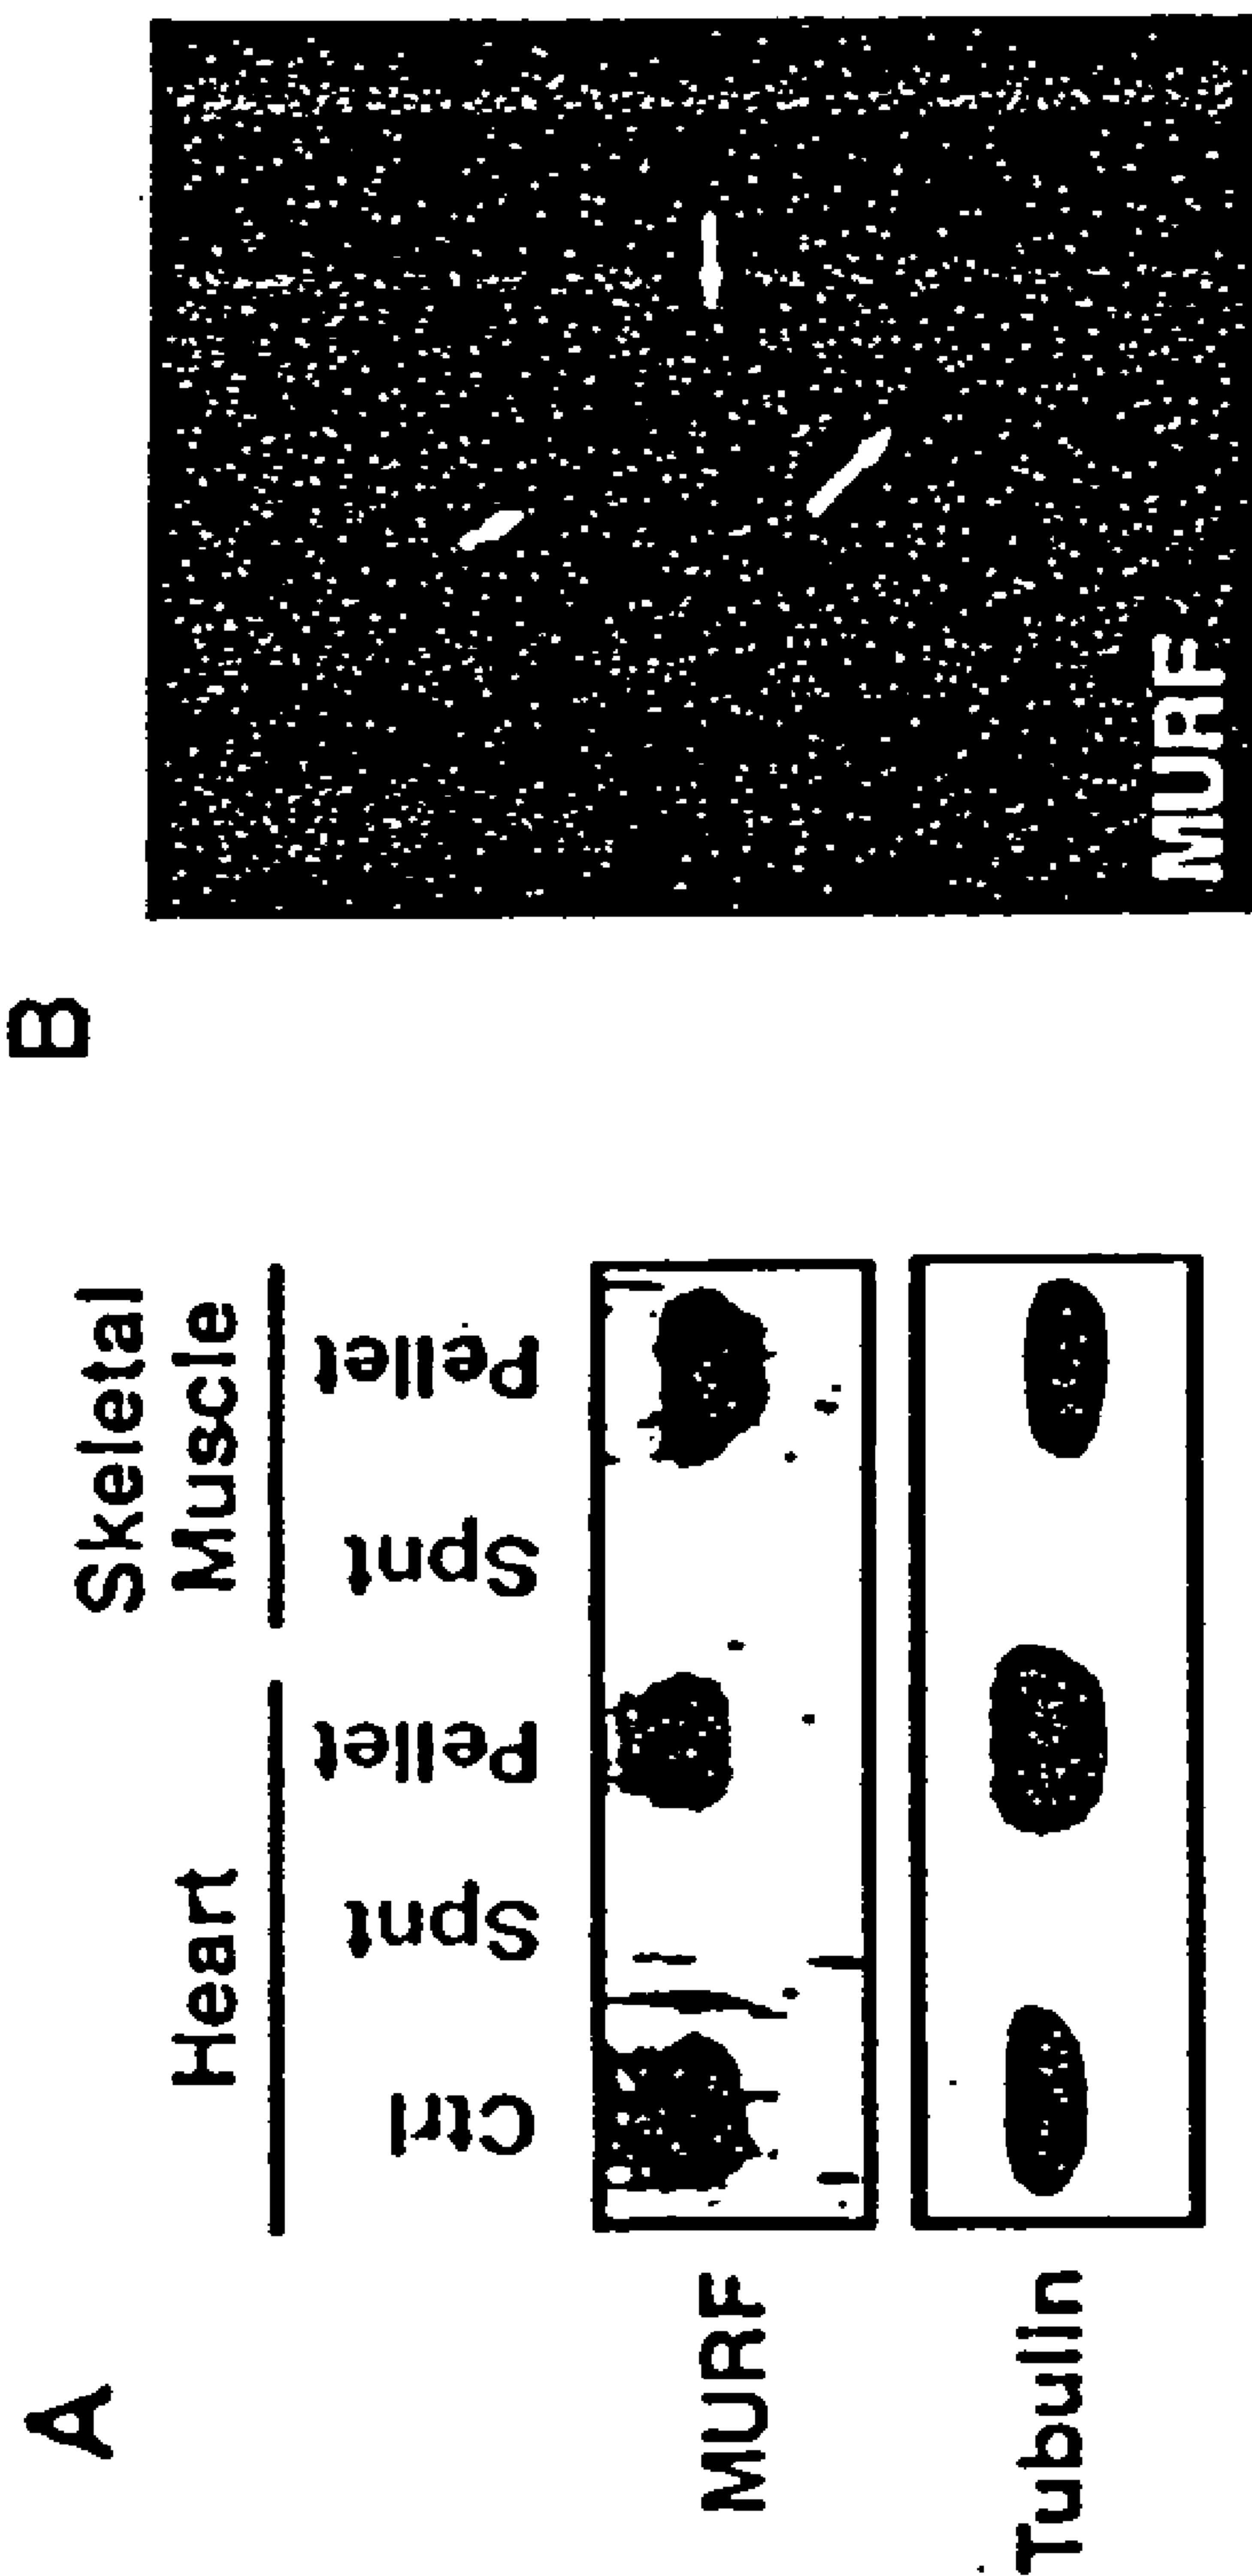 A
Heart
Skeletal
Muscle
Ctrl
Spnt
Pellet
Spnt
Pellet
MURF
Tubulin
B
MURF